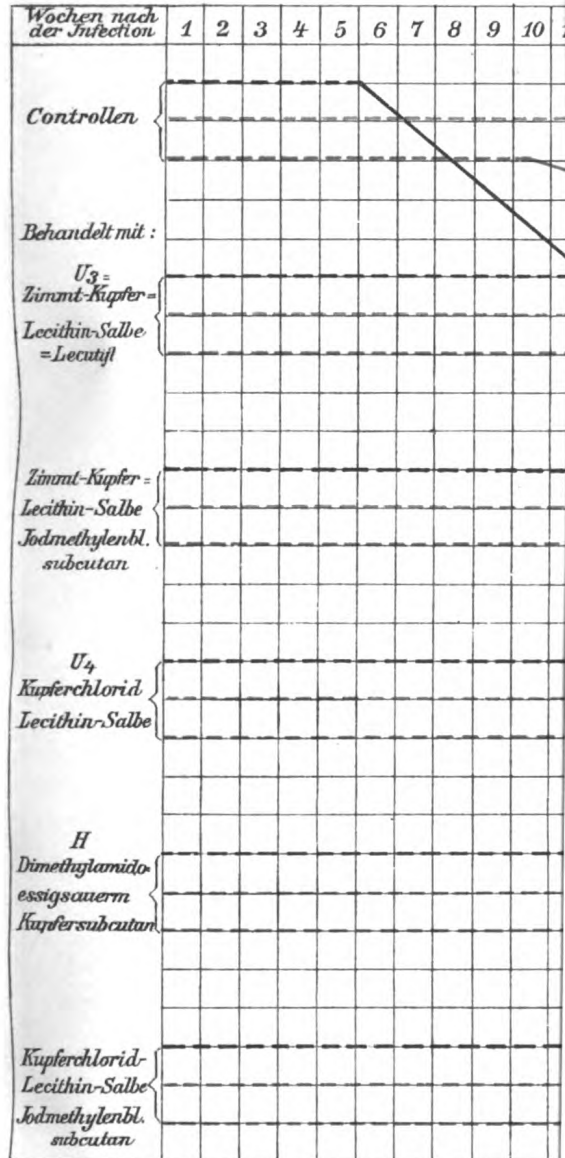 Wochen nach
der Infection 1 2 3 4 5 6 7 8 9 10
Controllen
Behandelt mit :
U3 =
Zimmt-Kupfer=
Lecithin-Salbe
=Lecutyl
Zimmt-Kupfer=
Lecithin-Salbe
Jodmethylenbl.
subcutan
U4
Kupferchlorid
Lecithin-Salbe
H
Dimethylamido-
essigsauerm
Kupfersubcutan
Kupferchlorid-
Lecithin-Salbe
Jodmethylenbl.
subcutan